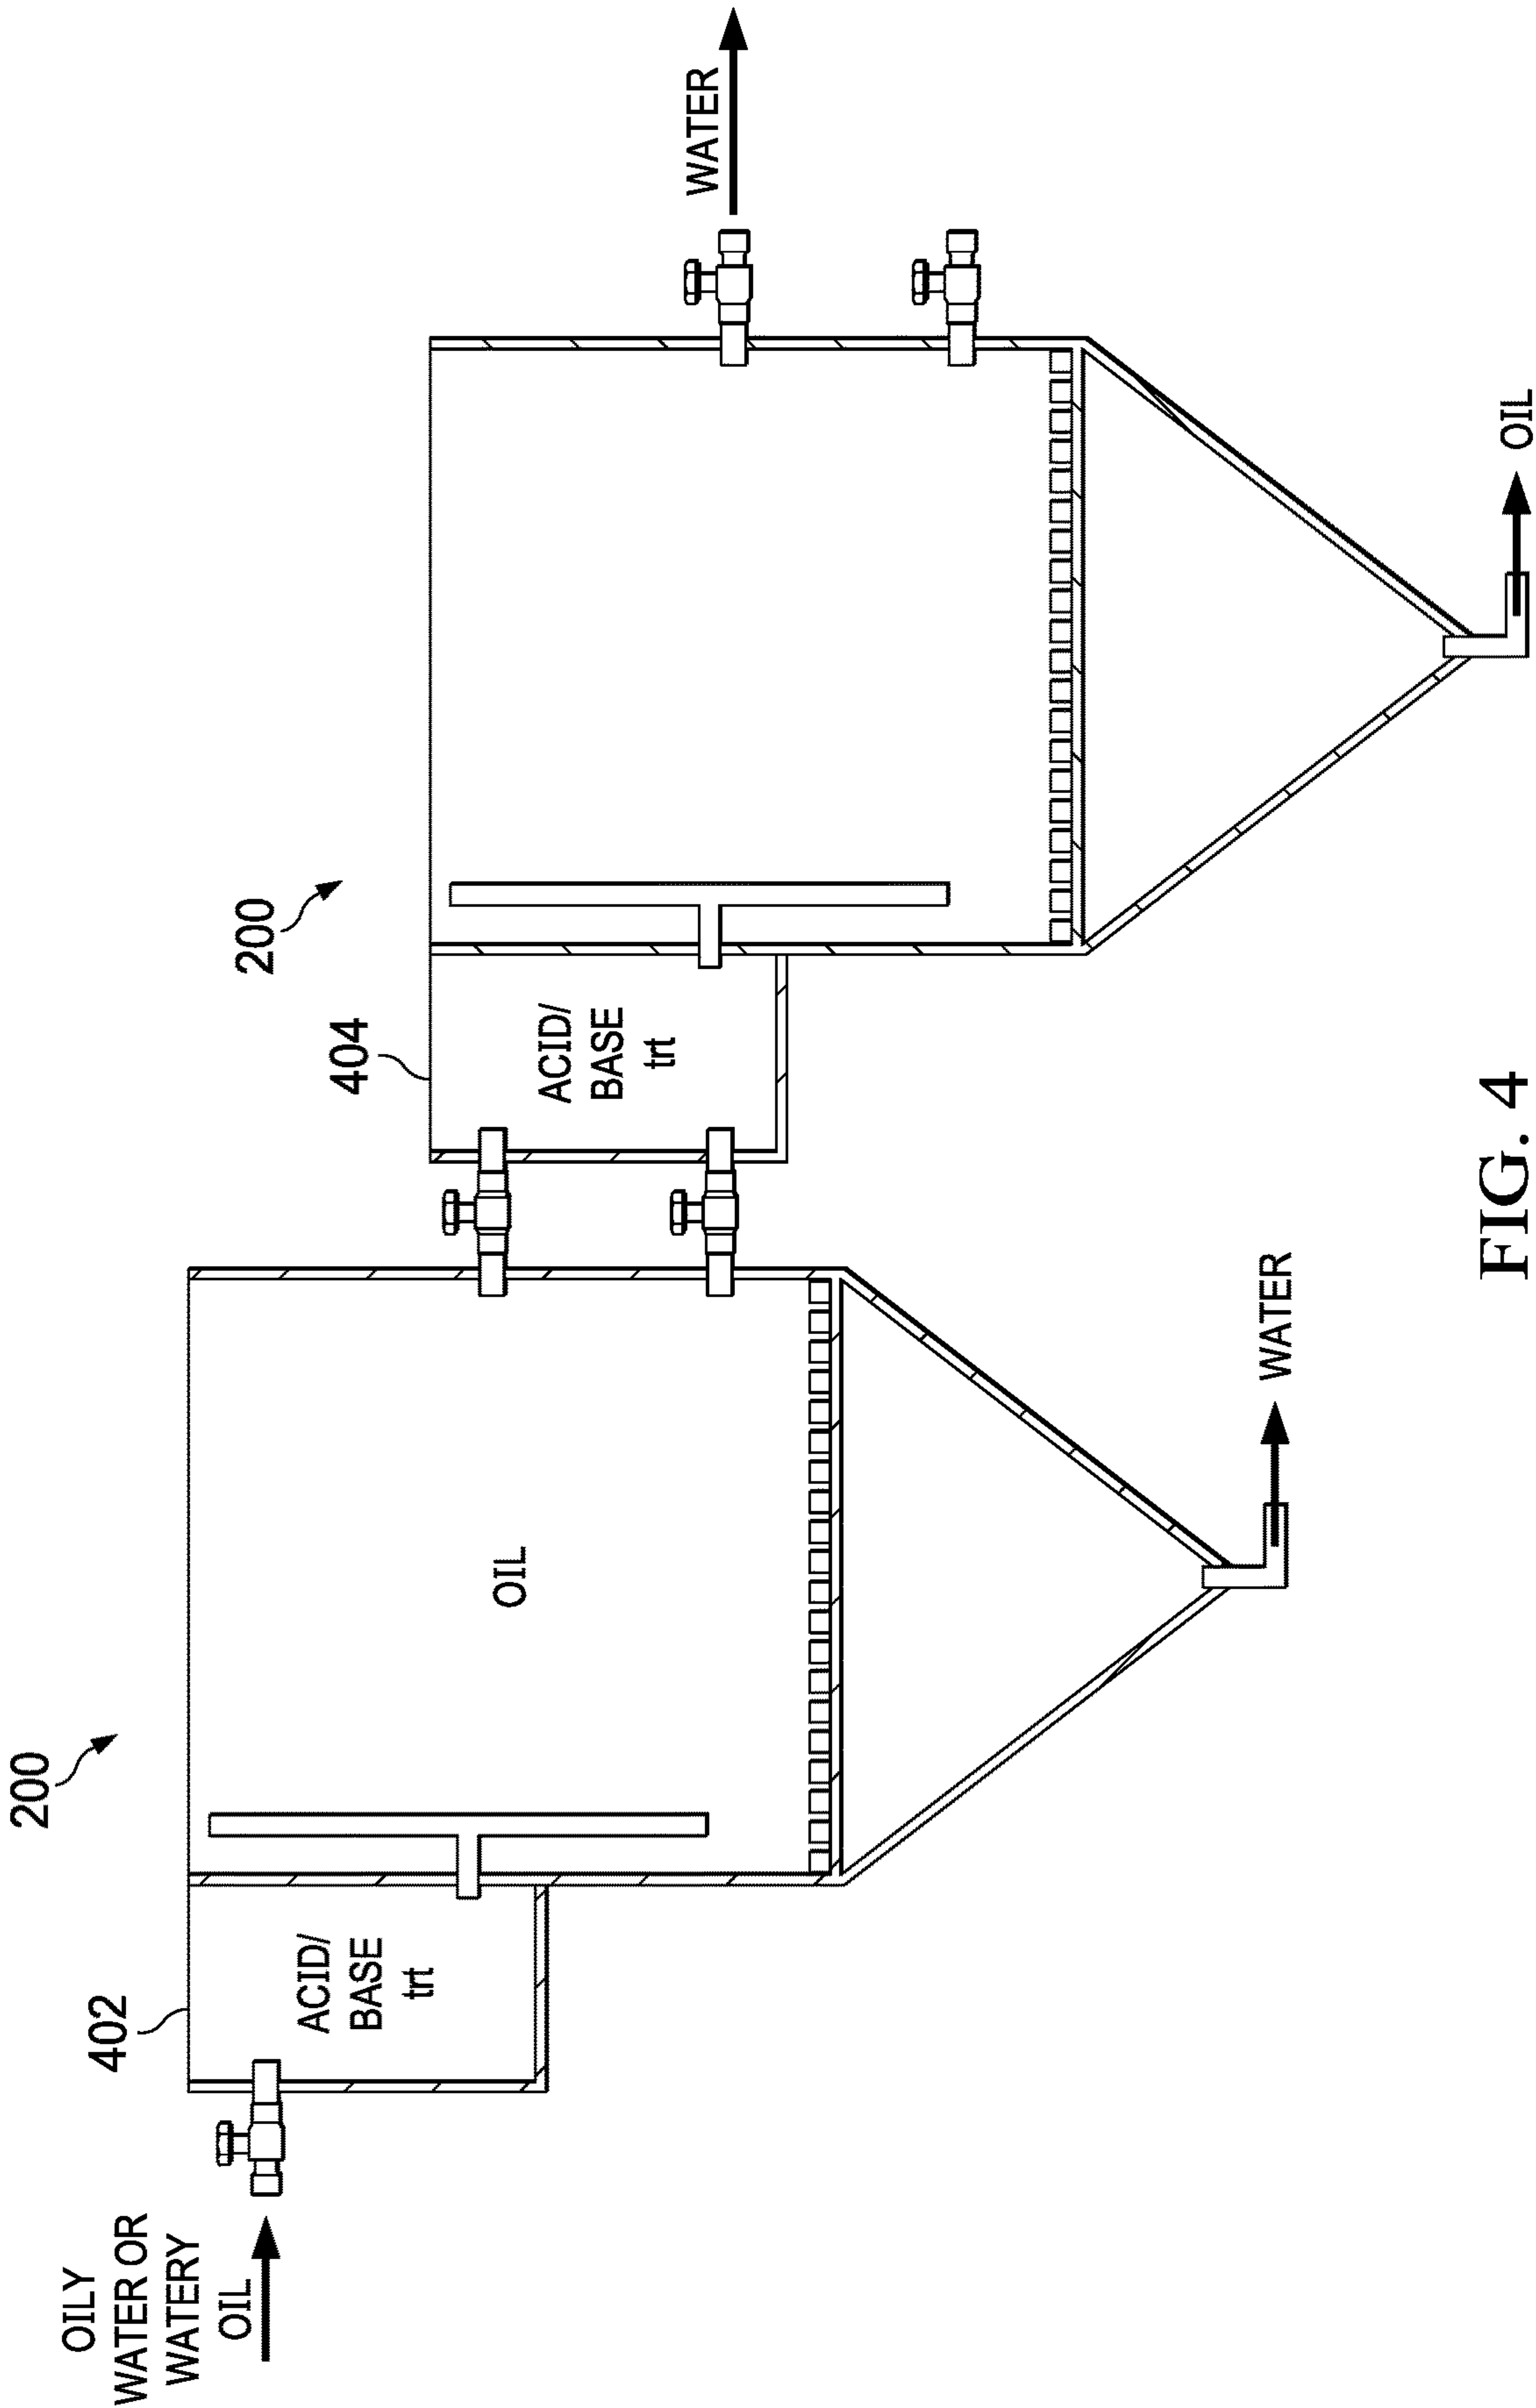 OILY
WATER OR
WATERY
OIL
402
ACID/
BASE
trt
200
OIL
WATER
404
ACID/
BASE
trt
200
WATER
OIL
FIG. 4